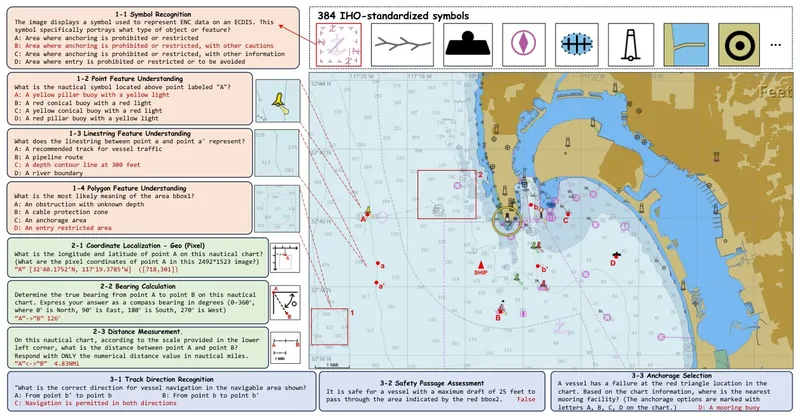 1-1 Symbol Recognition
The image displays a symbol used to represent ENC data on an ECDIS. This
symbol specifically portrays what type of object or feature?
A: Area where anchoring is prohibited or restricted
B: Area where anchoring is prohibited or restricted, with other cautions
C: Area where anchoring is prohibited or restricted, with other information
D: Area where entry is prohibited or restricted or to be avoided
384 IHO-standardized symbols
...
1-2 Point Feature Understanding
What is the nautical symbol located above point labeled "A"?
A: A yellow pillar buoy with a yellow light
B: A red conical buoy with a red light
C: A yellow conical buoy with a red light
D: A red pillar buoy with a yellow light
1-3 Linestring Feature Understanding
What does the linestring between point a and point a' represent?
A: A recommended track for vessel traffic
B: A pipeline route
C: A depth contour line at 300 feet
D: A river boundary
1-4 Polygon Feature Understanding
What is the most likely meaning of the area bbox1?
A: An obstruction with unknown depth
B: A cable protection zone
C: An anchorage area
D: An entry restricted area
2-1 Coordinate Localization - Geo (Pixel)
What is longitud and latitude of point A on this nautical chart?
(What are the pixel coordinates of point A in this 2492*1523 image?)
"A" [32°40.1752'N, 117°19.3785'W] ([718,301])
2-2 Bearing Calculation
Determine the true bearing from point A to point B on this nautical
chart. Express your answer as a compass bearing in degrees (0-360°,
where 0° is North, 90° is East, 180° is South, 270° is West)
"A"->"B" 126°
2-3 Distance Measurement.
On this nautical chart, according to the scale provided in the lower
left corner, what is the distance between point A and point B?
Respond with ONLY the numerical distance value in nautical miles.
"A"<->"B" 4.83NMi
A
B
A
B
1 NMI
117°20 W
117°18 W
32°44 N
32°40 N
32°36 N
Feet
2
A
b
C
a
SHIP
b'
D
a'
B
1
1 NMI
3-1 Track Direction Recognition
"What is the correct direction for vessel navigation in the navigable area shown?
A: From point b' to point b
B: From point b to point b'
C: Navigation is permitted in both directions
3-2 Safety Passage Assessment
It is safe for a vessel with a maximum draft of 25 feet to
pass through the area indicated by the red bbox2. False
3-3 Anchorage Selection
A vessel has a failure at the red triangle location in the
chart. Based on the chart information, where is the nearest
mooring facility? (The anchorage options are marked with
letters A, B, C, D on the chart.) D: A mooring buoy